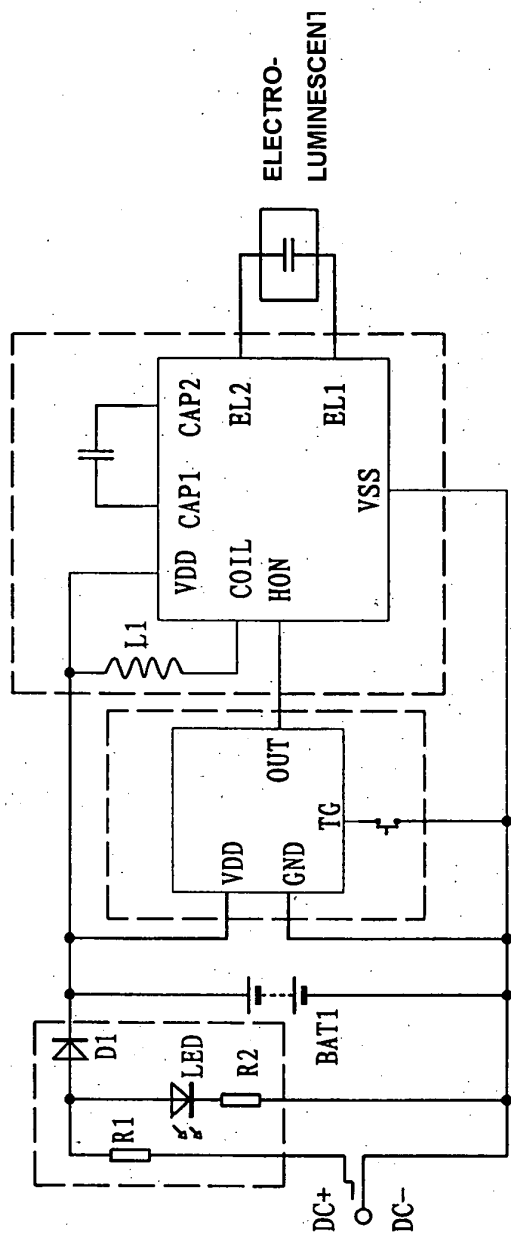 R1
D1
LED
R2
DC+
DC-
BAT1
VDD
GND
OUT
TG
L1
VDD
CAP1
CAP2
COIL
HON
EL2
EL1
VSS
ELECTRO-
LUMINESCENT